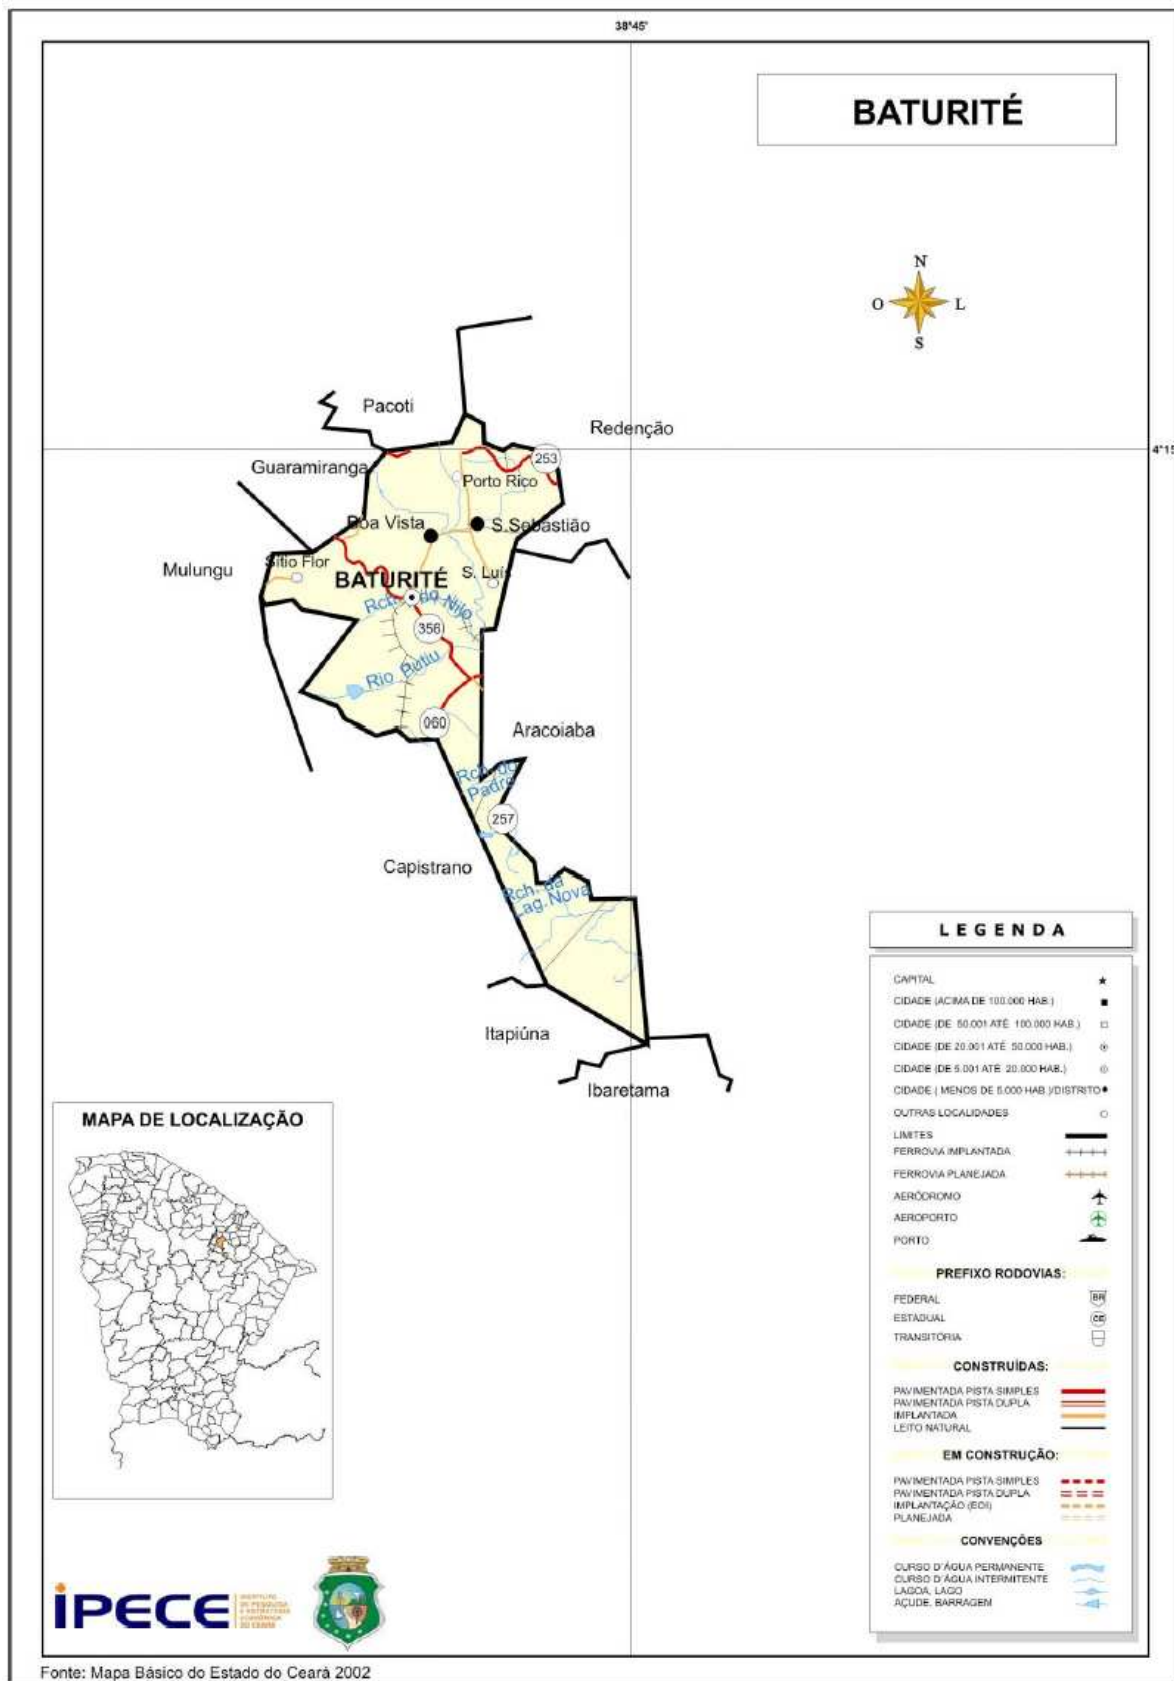 38°45'
BATURITÉ
N
O
L
S
Pacoti
Redenção
4°15
253
Guaramiranga
Porto Rico
Boa Vista
S.Sebastião
Mulungu
Sítio Flor
S. Luís
BATURITÉ
Rch. do Nilo
356
Rio Putiu
060
Aracoiaba
Rch. do
Padre
257
Capistrano
Rch. da
Lag. Nova
Itapiúna
Ibaretama
LEGENDA
CAPITAL
CIDADE (ACIMA DE 100.000 HAB.)
CIDADE (DE 50.001 ATÉ 100.000 HAB.)
CIDADE (DE 20.001 ATÉ 50.000 HAB.)
CIDADE (DE 5.001 ATÉ 20.000 HAB.)
CIDADE ( MENOS DE 5.000 HAB.)/DISTRITO
OUTRAS LOCALIDADES
LIMITES
FERROVIA IMPLANTADA
FERROVIA PLANEJADA
AERÓDROMO
AEROPORTO
PORTO
PREFIXO RODOVIAS:
FEDERAL BR
ESTADUAL CE
TRANSITÓRIA
CONSTRUÍDAS:
PAVIMENTADA PISTA SIMPLES
PAVIMENTADA PISTA DUPLA
IMPLANTADA
LEITO NATURAL
EM CONSTRUÇÃO:
PAVIMENTADA PISTA SIMPLES
PAVIMENTADA PISTA DUPLA
IMPLANTAÇÃO (EOI)
PLANEJADA
CONVENÇÕES
CURSO D'ÁGUA PERMANENTE
CURSO D'ÁGUA INTERMITENTE
LAGOA, LAGO
AÇUDE, BARRAGEM
MAPA DE LOCALIZAÇÃO
IPECE
INSTITUTO
DE PESQUISA
E ESTRATÉGIA
ECONÔMICA
DO CEARÁ
Fonte: Mapa Básico do Estado do Ceará 2002